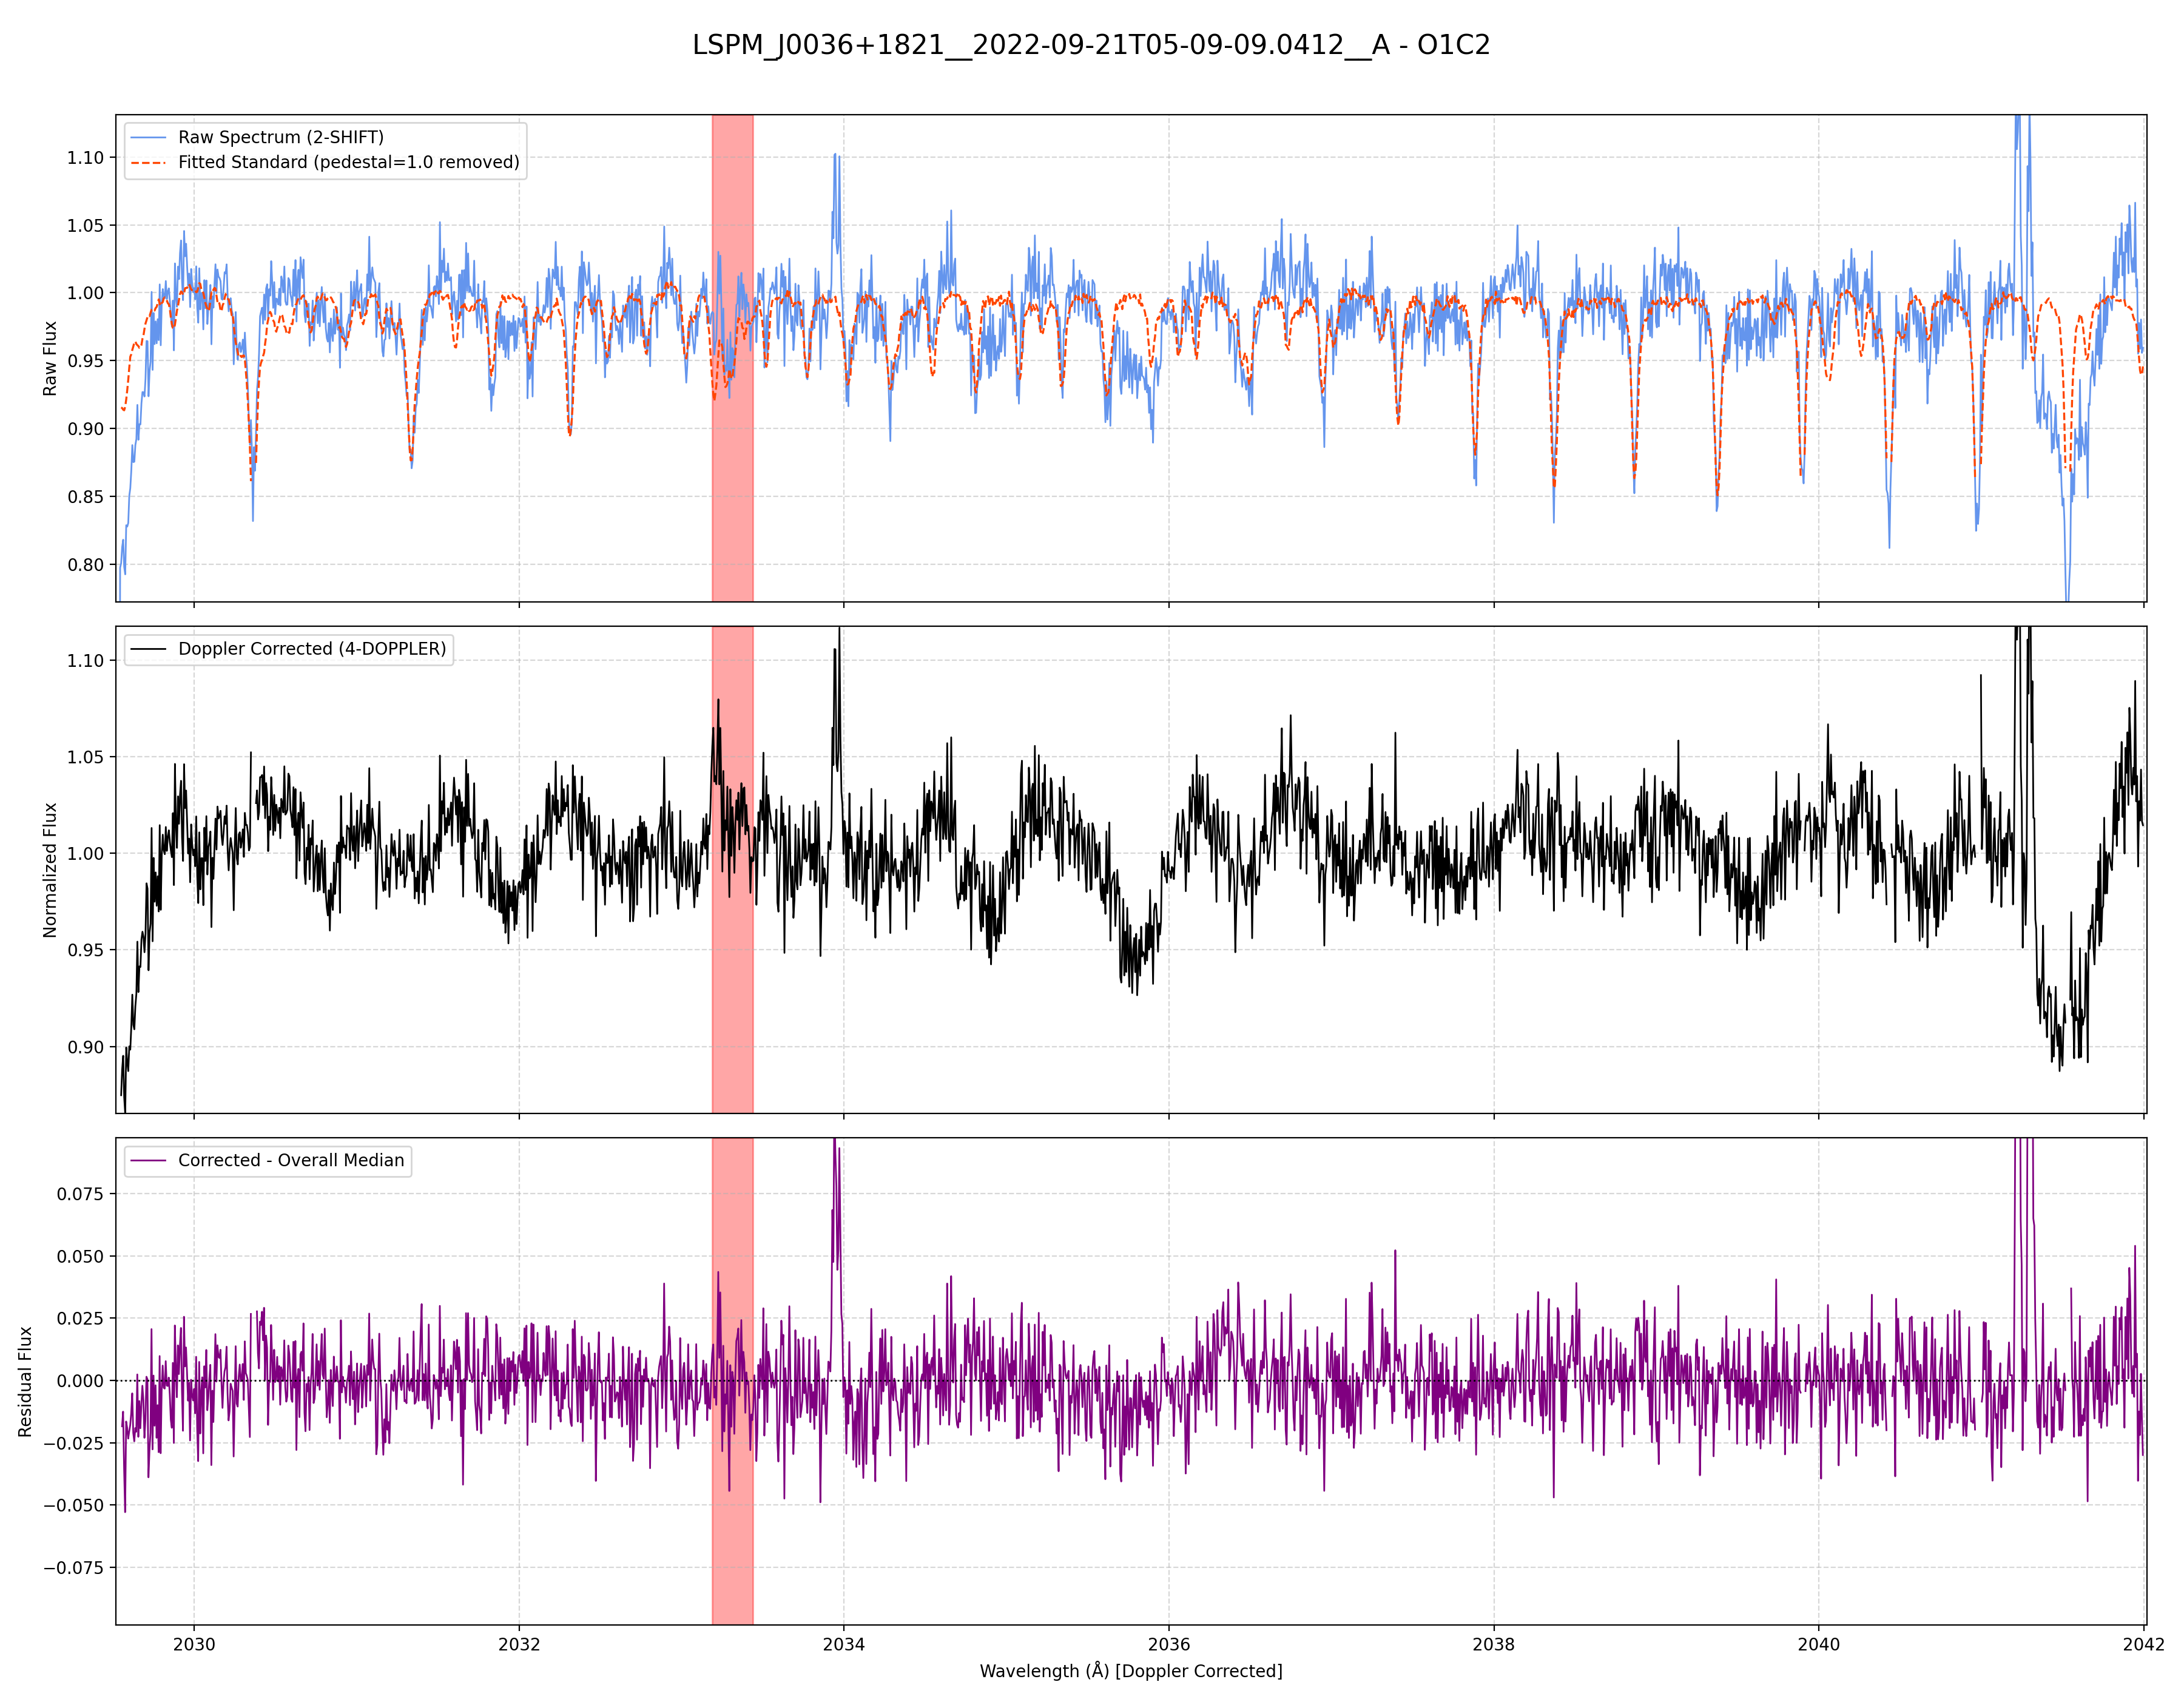 LSPM_J0036+1821__2022-09-21T05-09-09.0412__A - O1C2
Raw Spectrum (2-SHIFT)
Fitted Standard (pedestal=1.0 removed)
1.10
1.05
1.00
0.95
0.90
0.85
0.80
Raw Flux
Doppler Corrected (4-DOPPLER)
1.10
1.05
1.00
0.95
0.90
Normalized Flux
Corrected - Overall Median
0.075
0.050
0.025
0.000
−0.025
−0.050
−0.075
Residual Flux
2030 2032 2034 2036 2038 2040 2042
Wavelength (Å) [Doppler Corrected]